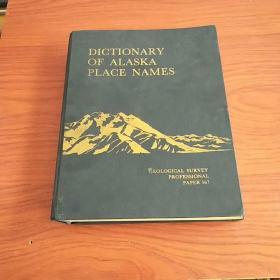 DICTIONARY
OF ALASKA
PLACE NAMES
GEOLOGICAL SURVEY
PROFESSIONAL
PAPER 567